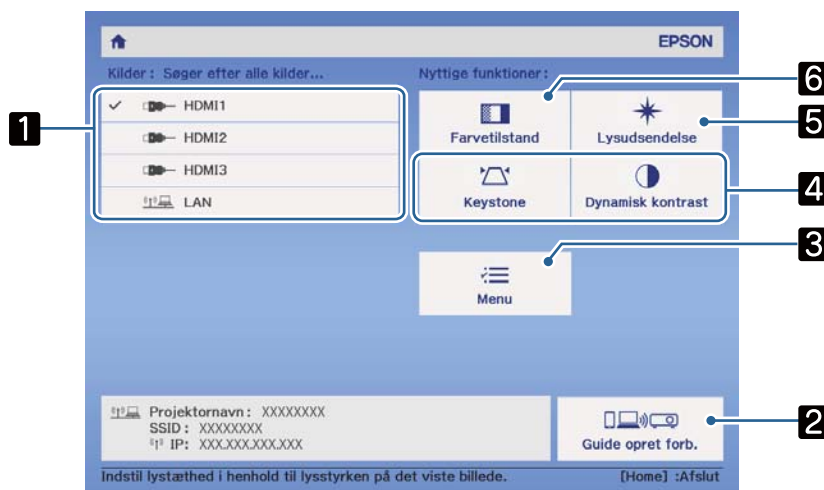 EPSON
Kilder : Søger efter alle kilder...
Nyttige funktioner :
1
HDMI1
HDMI2
HDMI3
LAN
Farvetilstand
6
Lysudsendelse
5
Keystone
Dynamisk kontrast
4
Menu
3
Projektornavn : XXXXXXXX
SSID : XXXXXXXX
IP: XXX.XXX.XXX.XXX
Guide opret forb.
2
Indstil lystæthed i henhold til lysstyrken på det viste billede.
[Home] :Afslut